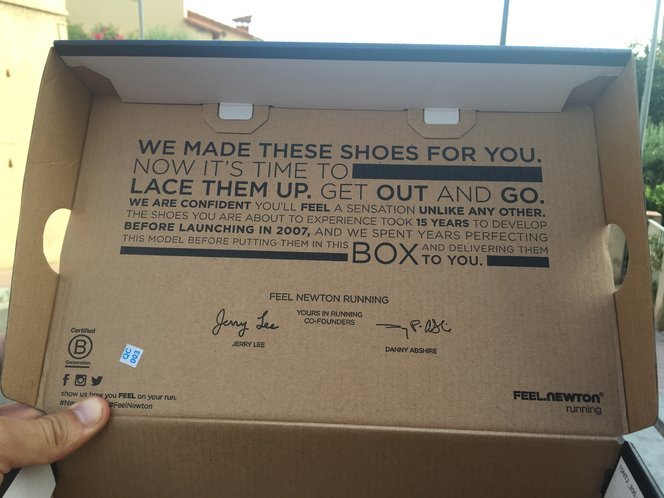 WE MADE THESE SHOES FOR YOU.
NOW IT'S TIME TO
LACE THEM UP. GET OUT AND GO.
WE ARE CONFIDENT YOU'LL FEEL A SENSATION UNLIKE ANY OTHER.
THE SHOES YOU ARE ABOUT TO EXPERIENCE TOOK 15 YEARS TO DEVELOP
BEFORE LAUNCHING IN 2007, AND WE SPENT YEARS PERFECTING
THIS MODEL BEFORE PUTTING THEM IN THIS BOX AND DELIVERING THEM
TO YOU.
FEEL NEWTON RUNNING
YOURS IN RUNNING
CO-FOUNDERS
Jerry Lee
JERRY LEE
DANNY ABSHIRE
Certified
B
Corporation
QC
003
show us how you FEEL on your run.
#FeelNewton
FEEL.NEWTON®
running